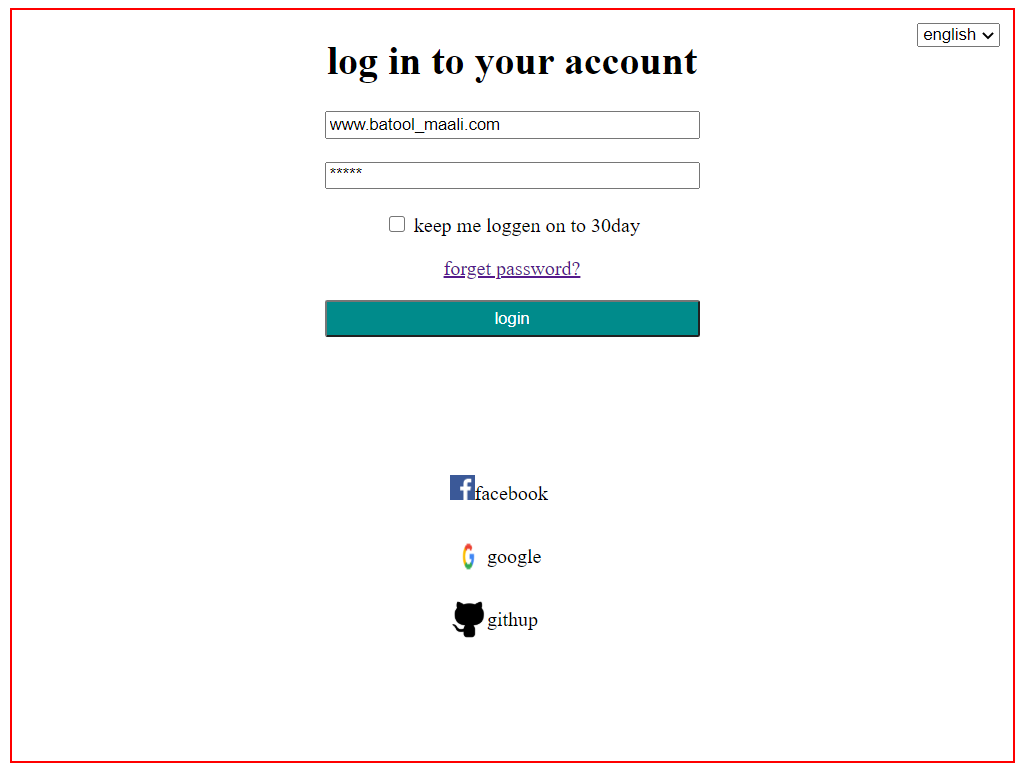 english
log in to your account
www.batool_maali.com
*****
keep me loggen on to 30day
forget password?
login
facebook
google
githup